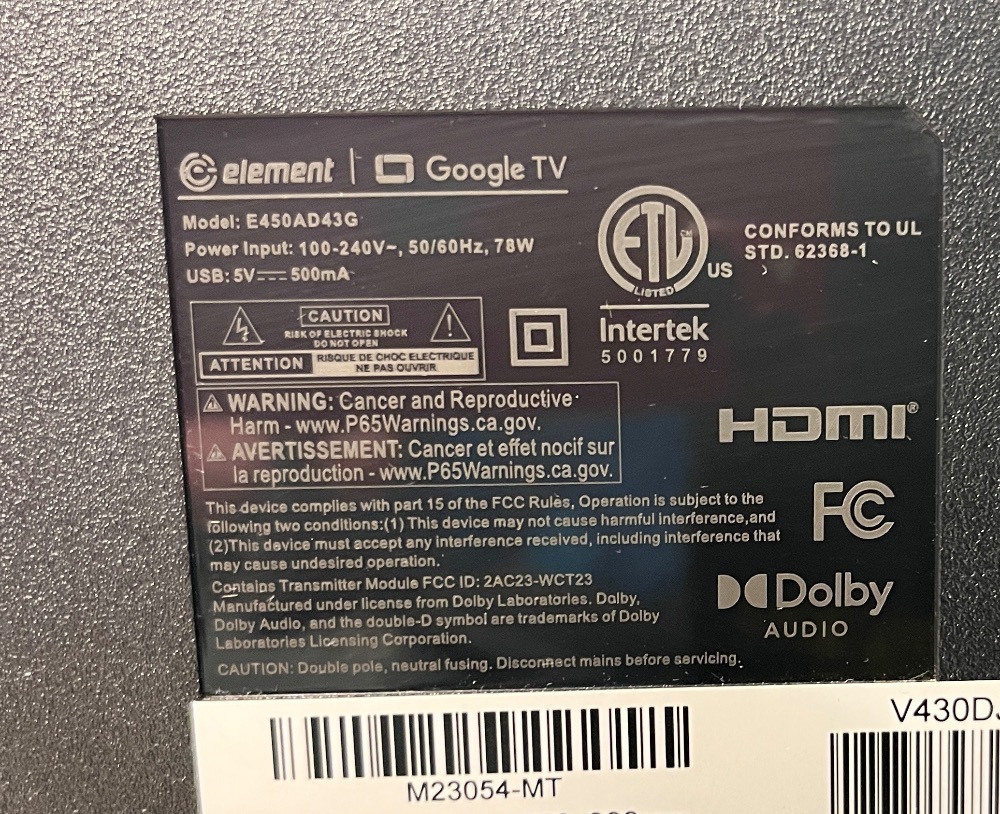 element | Google TV
Model: E450AD43G
Power Input: 100-240V~, 50/60Hz, 78W
USB: 5V⎓500mA
ETL
CM
US
LISTED
Intertek
5001779
CONFORMS TO UL
STD. 62368-1
CAUTION
RISK OF ELECTRIC SHOCK
DO NOT OPEN
ATTENTION
RISQUE DE CHOC ELECTRIQUE
NE PAS OUVRIR
WARNING: Cancer and Reproductive
Harm - www.P65Warnings.ca.gov.
AVERTISSEMENT: Cancer et effet nocif sur
la reproduction - www.P65Warnings.ca.gov.
HDMI®
FC
This device complies with part 15 of the FCC Rules, Operation is subject to the
following two conditions:(1) This device may not cause harmful interference,and
(2)This device must accept any interference received, including interference that
may cause undesired operation.
Contains Transmitter Module FCC ID: 2AC23-WCT23
Manufactured under license from Dolby Laboratories. Dolby,
Dolby Audio, and the double-D symbol are trademarks of Dolby
Laboratories Licensing Corporation.
Dolby
AUDIO
CAUTION: Double pole, neutral fusing. Disconnect mains before servicing.
V430DJ
M23054-MT